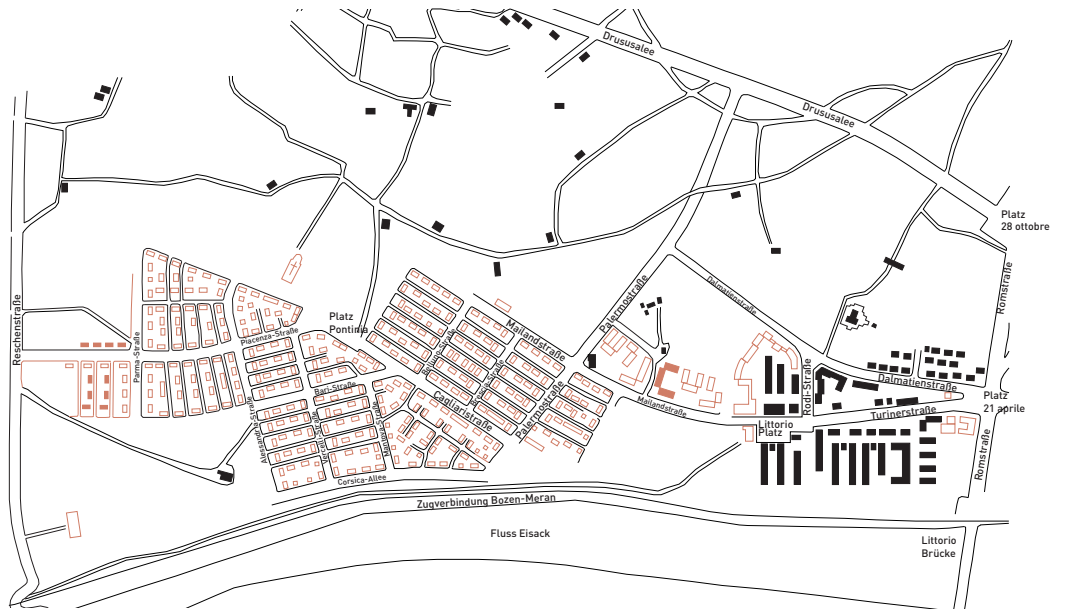 Drususalee
Drususalee
Platz
28 ottobre
Romstraße
Reschenstraße
Palermostraße
Dalmatienstraße
Platz
Pontinia
Mailandstraße
Piacenza-Straße
Parma-Straße
Bari-Straße
Cagliaristraße
Palermostraße
Mailandstraße
Rodi-Straße
Dalmatienstraße
Turinerstraße
Platz
21 aprile
Littorio
Platz
Romstraße
Alessandria-Straße
Corsica-Allee
Zugverbindung Bozen-Meran
Fluss Eisack
Littorio
Brücke